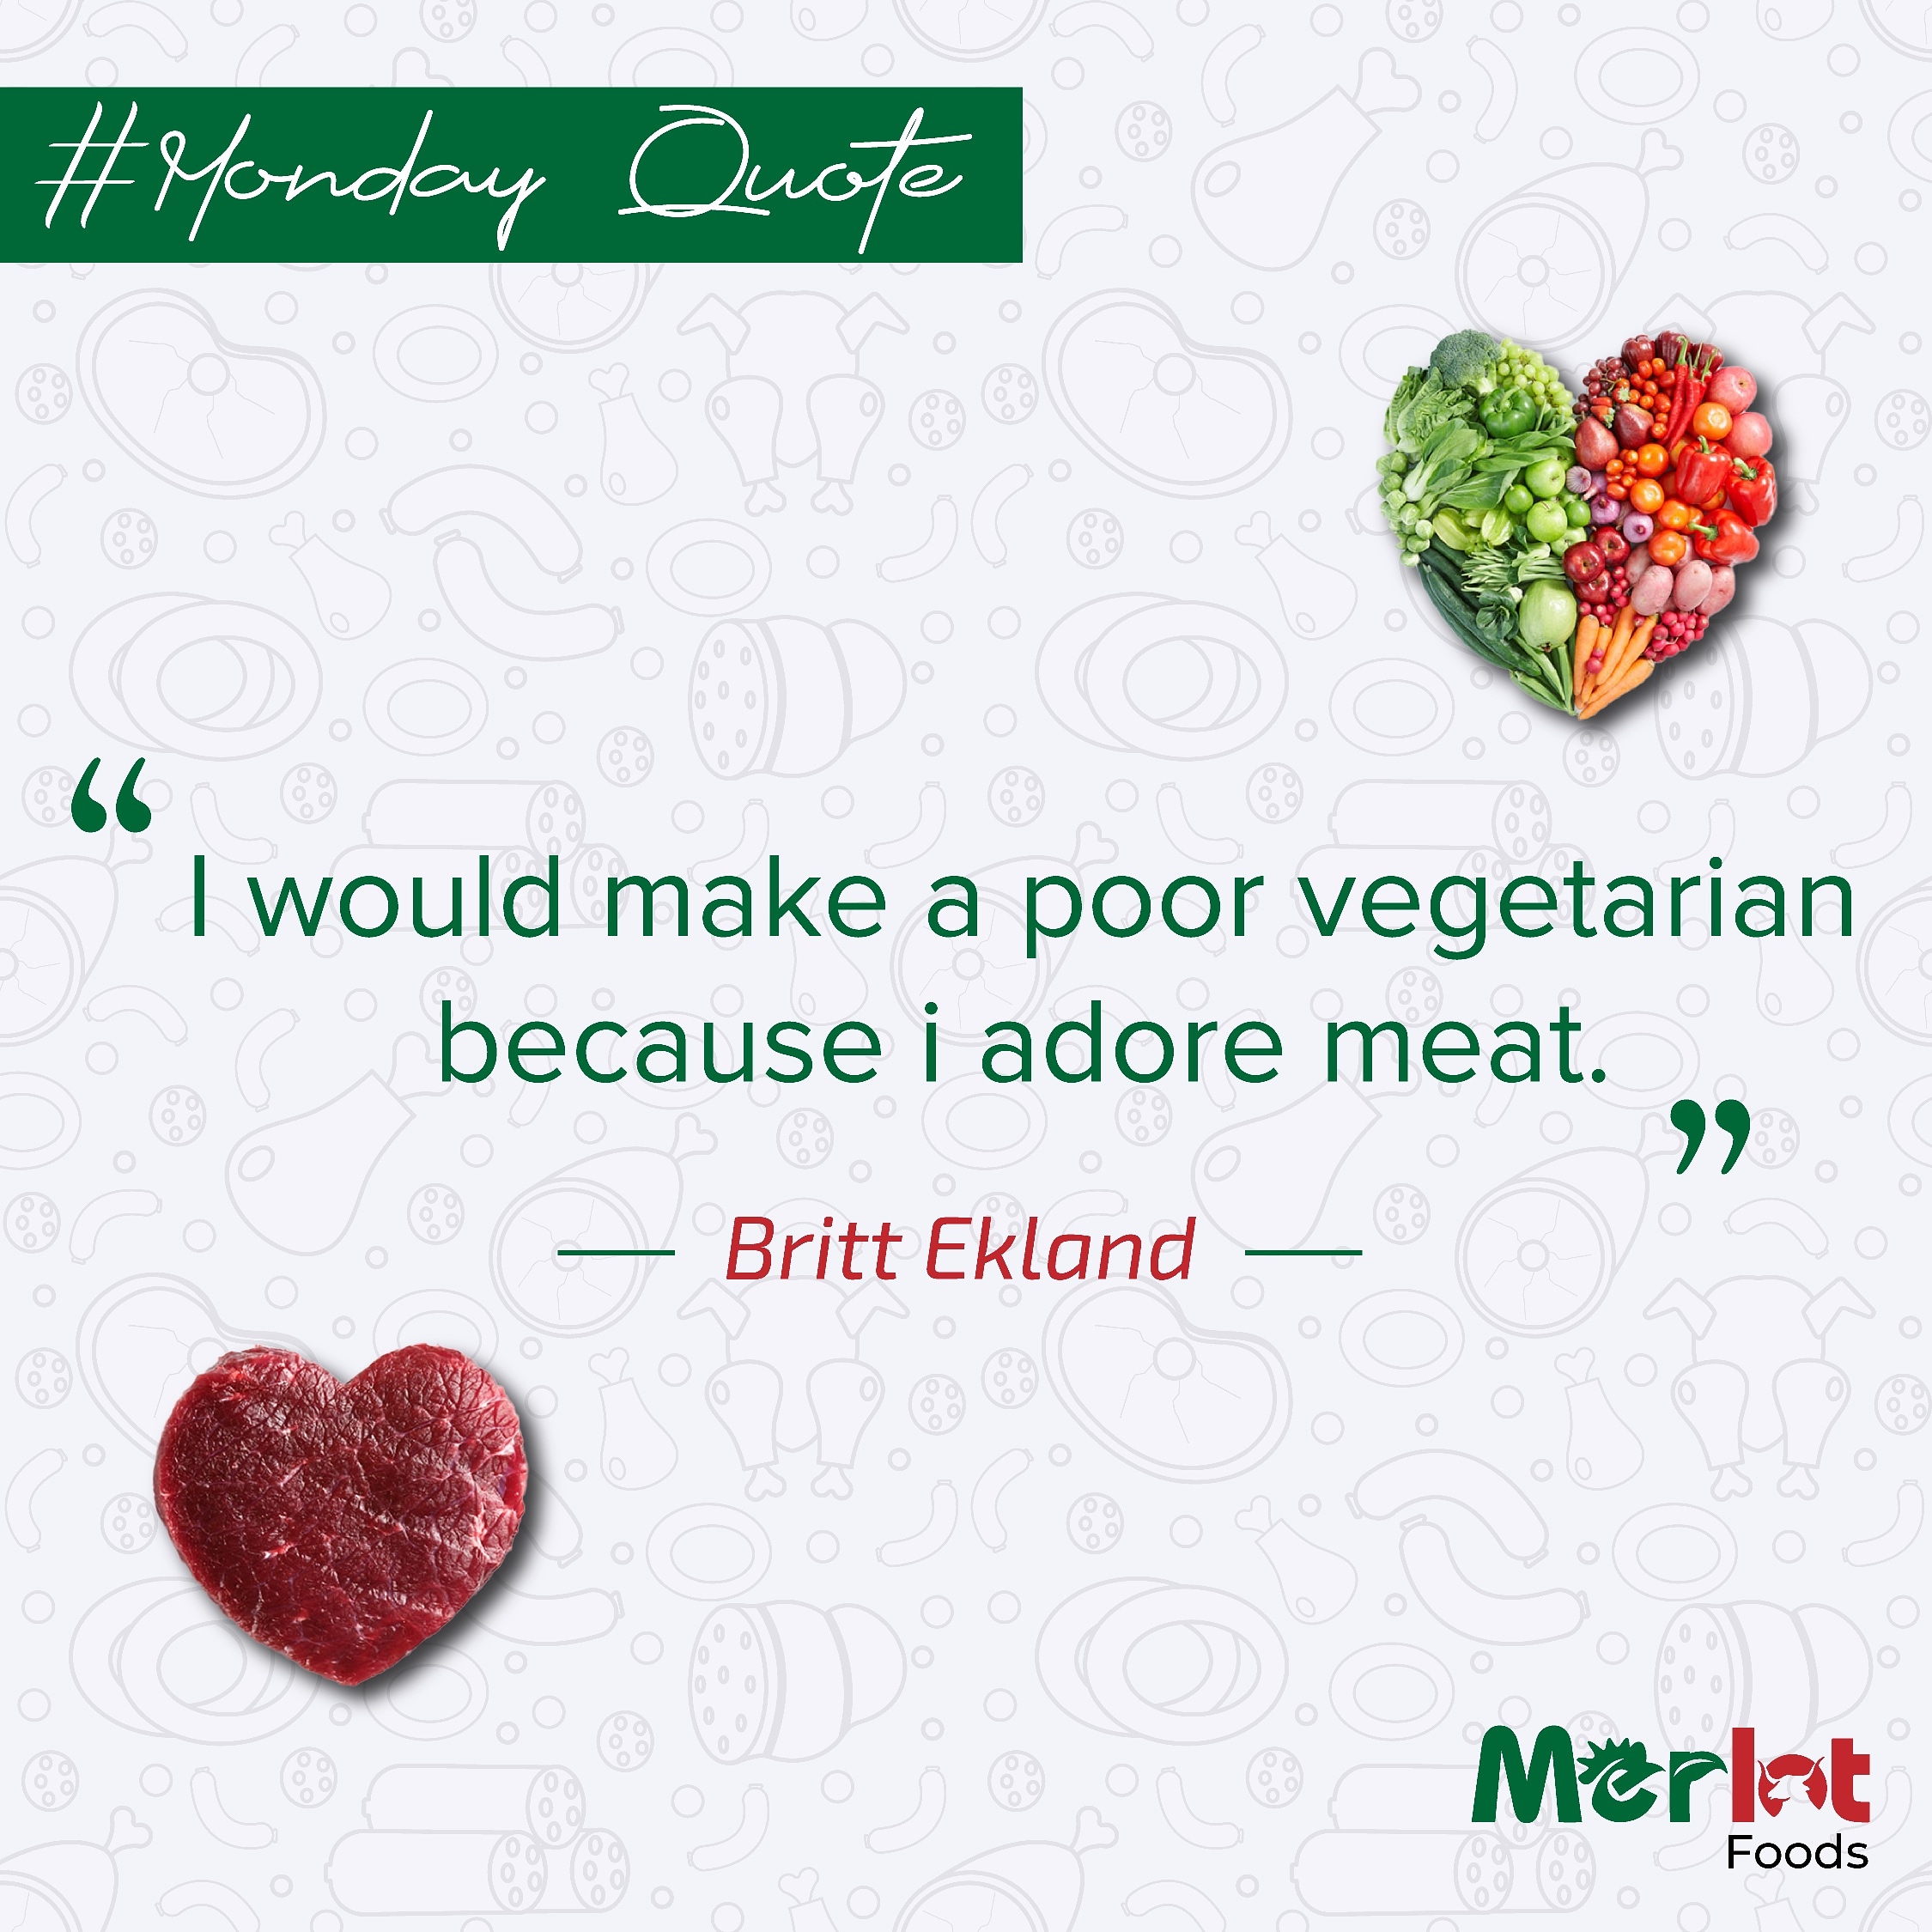 #Monday Quote
“ I would make a poor vegetarian
because i adore meat. ”
Britt Ekland
Merlot
Foods